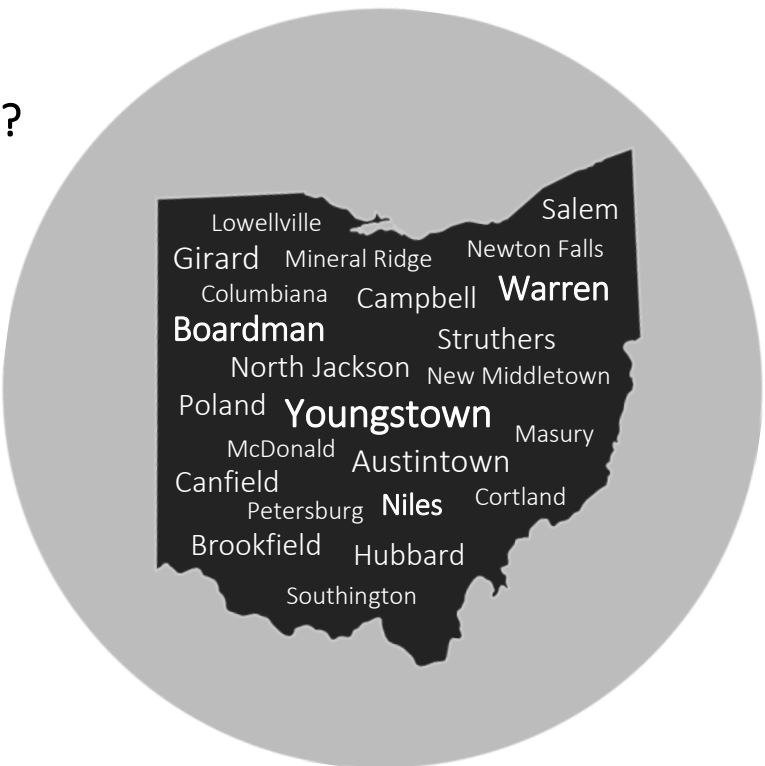 ?
Salem
Lowellville
Newton Falls
Girard
Mineral Ridge
Warren
Columbiana
Campbell
Boardman
Struthers
North Jackson
New Middletown
Poland
Youngstown
Masury
McDonald
Austintown
Canfield
Cortland
Petersburg
Niles
Brookfield
Hubbard
Southington